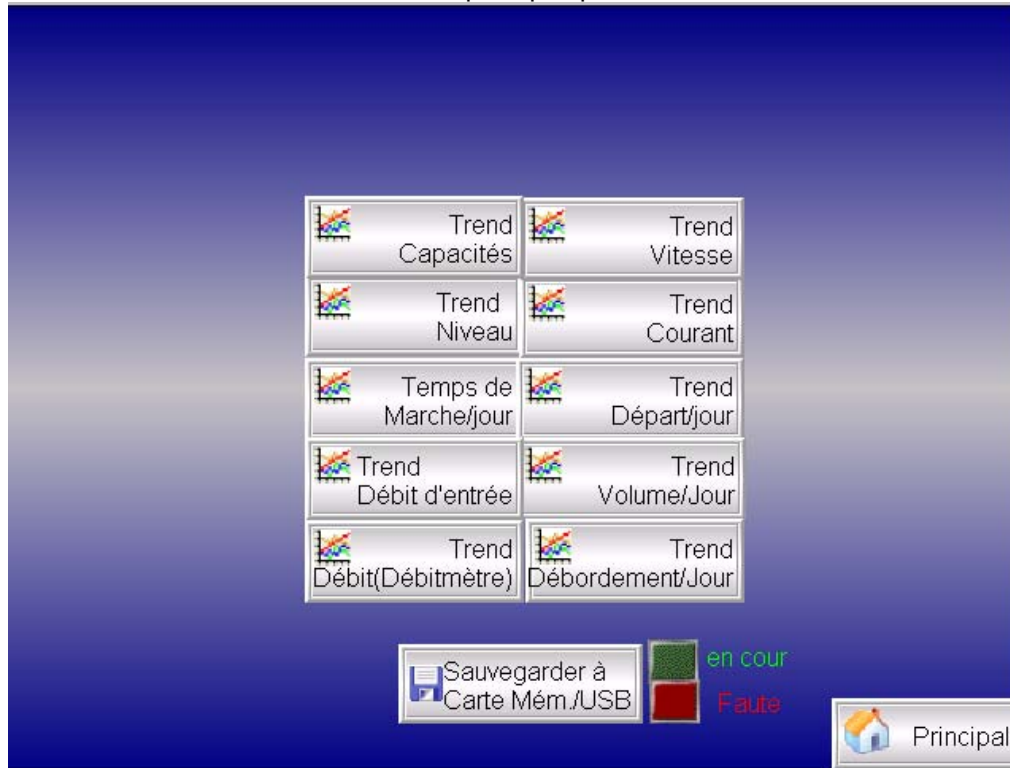 Trend
Capacités
Trend
Vitesse
Trend
Niveau
Trend
Courant
Temps de
Marche/jour
Trend
Départ/jour
Trend
Débit d'entrée
Trend
Volume/Jour
Trend
Débit(Débitmètre)
Trend
Débordement/Jour
Sauvegarder à
Carte Mém./USB
en cour
Faute
Principal